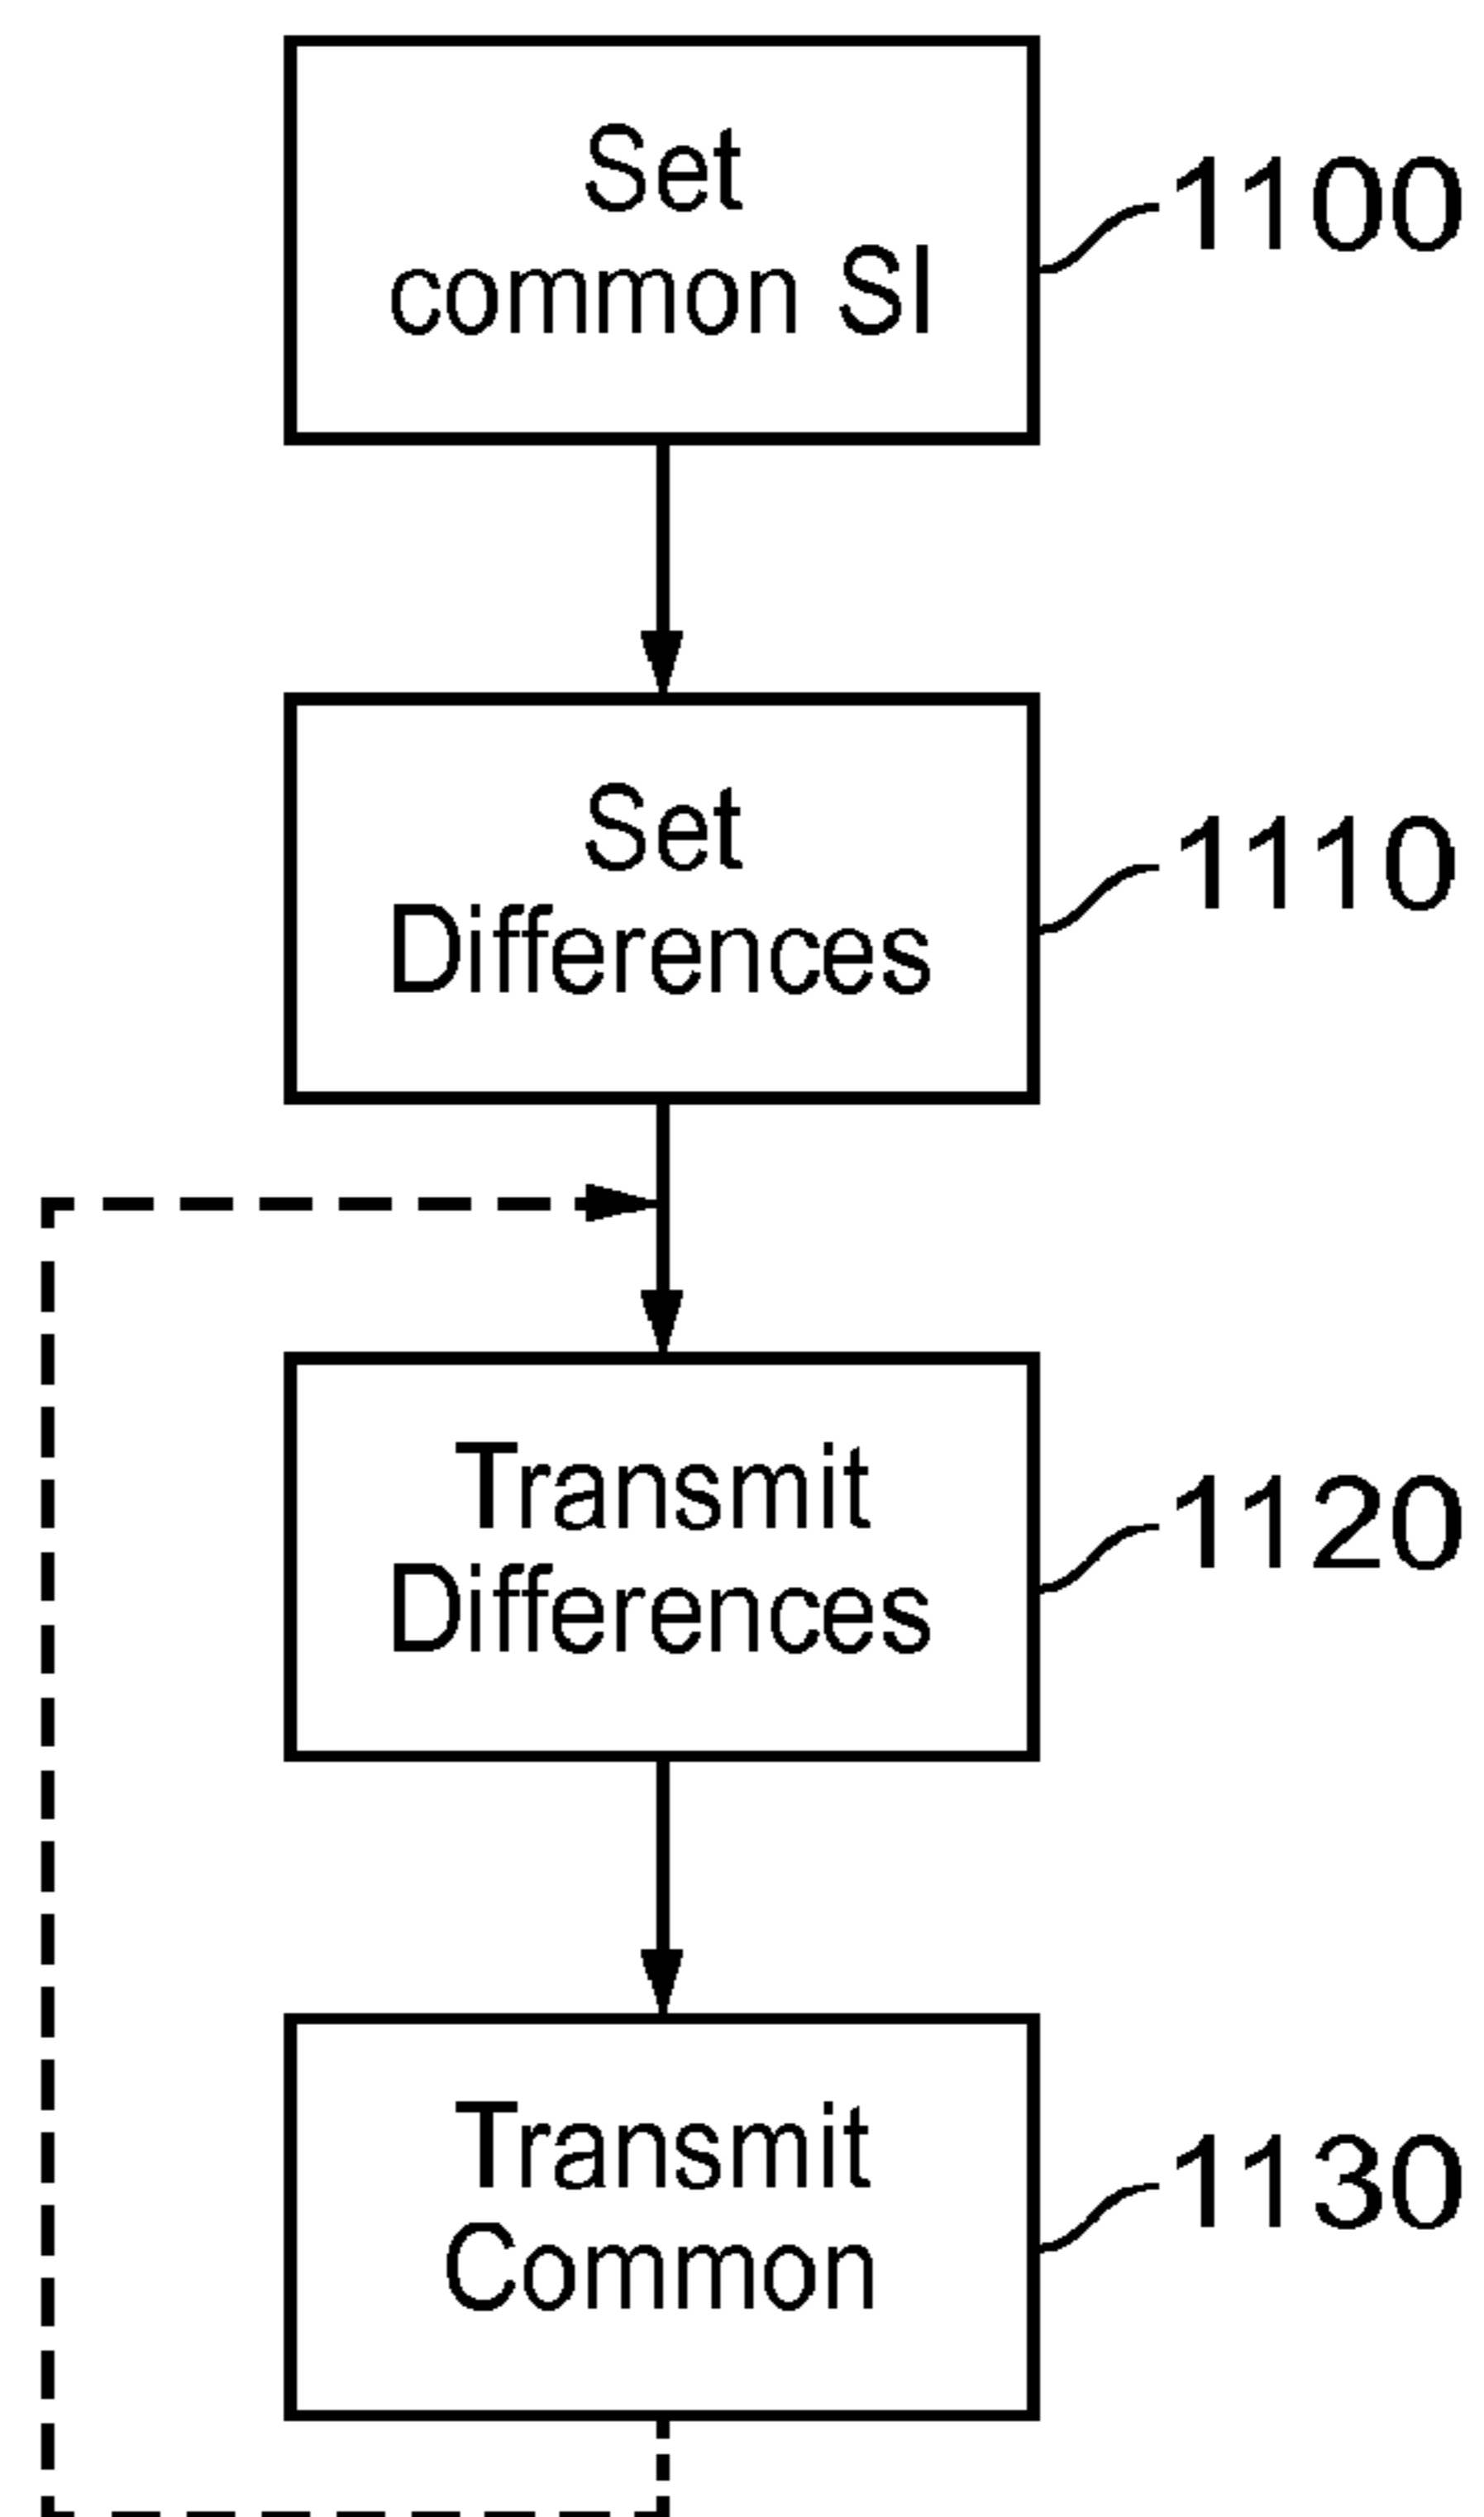 Set
common SI
1100
Set
Differences
1110
Transmit
Differences
1120
Transmit
Common
1130